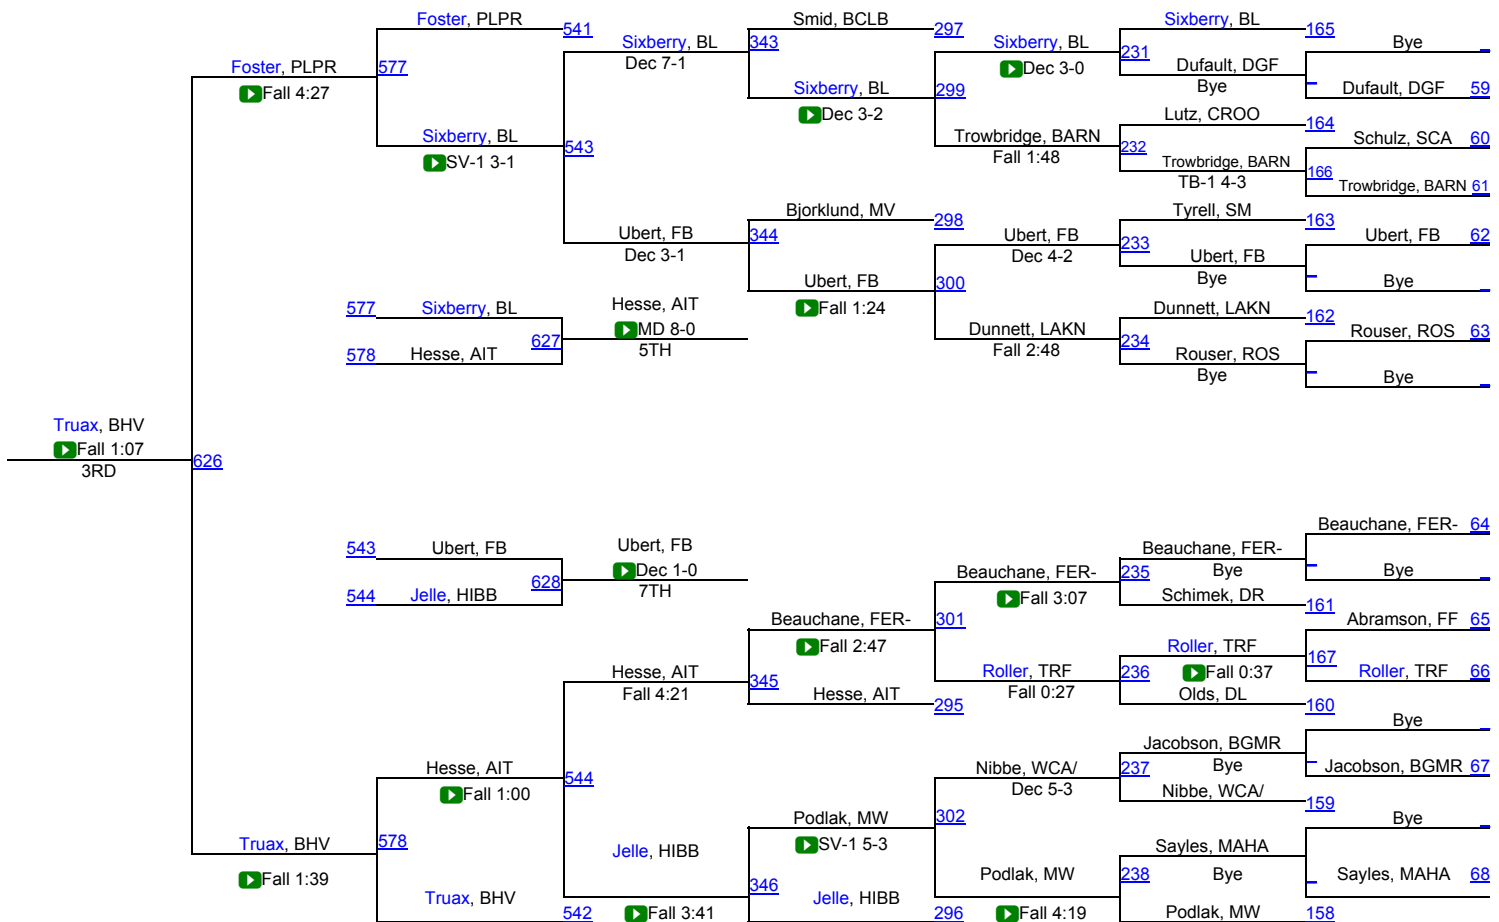 Foster, PLPR
541
Smid, BCLB
297
Sixberry, BL
165
Sixberry, BL
343
Sixberry, BL
231
Bye
Dec 7-1
Dec 3-0
Dufault, DGF
Foster, PLPR
577
Bye
Fall 4:27
Sixberry, BL
299
Dufault, DGF 59
Dec 3-2
Lutz, CROO
164
Sixberry, BL
543
Trowbridge, BARN
232
Schulz, SCA 60
SV-1 3-1
Fall 1:48
Trowbridge, BARN
166
TB-1 4-3
Trowbridge, BARN 61
Bjorklund, MV
298
Tyrell, SM
163
Ubert, FB
344
Ubert, FB
233
Ubert, FB 62
Dec 3-1
Dec 4-2
Ubert, FB
Bye
Ubert, FB
300
Bye
577 Sixberry, BL
Hesse, AIT
Fall 1:24
Dunnett, LAKN
162
MD 8-0
627
Dunnett, LAKN
234
Rouser, ROS 63
578 Hesse, AIT
5TH
Fall 2:48
Rouser, ROS
Bye
Bye
Truax, BHV
Fall 1:07
3RD
626
Beauchane, FER- 64
543 Ubert, FB
Ubert, FB
Beauchane, FER-
Dec 1-0
Beauchane, FER-
235
Bye
Bye
628
7TH
Fall 3:07
Schimek, DR
161
544 Jelle, HIBB
Beauchane, FER-
301
Abramson, FF 65
Fall 2:47
Roller, TRF
167
Hesse, AIT
345
Roller, TRF
236
Fall 0:37
Roller, TRF 66
Fall 4:21
Hesse, AIT
295
Fall 0:27
Olds, DL
160
Bye
Jacobson, BGMR
Hesse, AIT
544
Nibbe, WCA/
237
Bye
Jacobson, BGMR 67
Fall 1:00
Dec 5-3
Nibbe, WCA/
159
Podlak, MW
302
Bye
Truax, BHV
578
Jelle, HIBB
SV-1 5-3
Sayles, MAHA
Fall 1:39
346
Podlak, MW
238
Bye
Sayles, MAHA 68
Truax, BHV
542
Fall 3:41
Jelle, HIBB
296
Fall 4:19
Podlak, MW
158